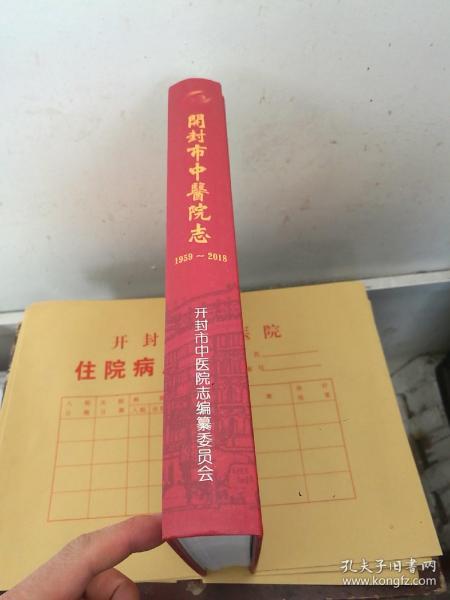 開封市中醫院志
1959～2018
开封市中医院志编纂委员会
开封 医院
住院病
孔夫子旧书网
www.kongfz.com